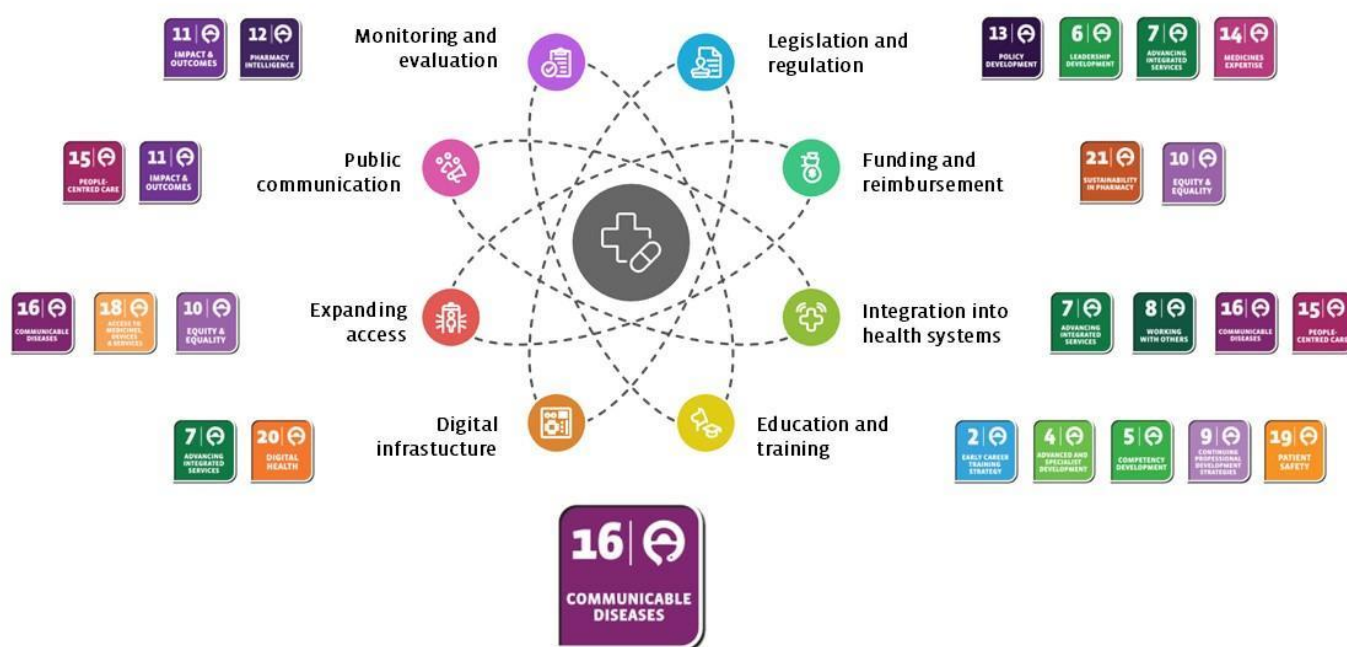 11
IMPACT &
OUTCOMES
12
PHARMACY
INTELLIGENCE
Monitoring and
evaluation
Legislation and
regulation
13
POLICY
DEVELOPMENT
6
LEADERSHIP
DEVELOPMENT
7
ADVANCING
INTEGRATED
SERVICES
14
MEDICINES
EXPERTISE
15
PEOPLE-
CENTRED CARE
11
IMPACT &
OUTCOMES
Public
communication
Funding and
reimbursement
21
SUSTAINABILITY
IN PHARMACY
10
EQUITY &
EQUALITY
16
COMMUNICABLE
DISEASES
18
ACCESS TO
MEDICINES,
DEVICES
& SERVICES
10
EQUITY &
EQUALITY
Expanding
access
Integration into
health systems
7
ADVANCING
INTEGRATED
SERVICES
8
WORKING
WITH OTHERS
16
COMMUNICABLE
DISEASES
15
PEOPLE-
CENTRED CARE
7
ADVANCING
INTEGRATED
SERVICES
20
DIGITAL
HEALTH
Digital
infrastucture
Education and
training
2
EARLY CAREER
TRAINING
STRATEGY
4
ADVANCED AND
SPECIALIST
DEVELOPMENT
5
COMPETENCY
DEVELOPMENT
9
CONTINUING
PROFESSIONAL
DEVELOPMENT
STRATEGIES
19
PATIENT
SAFETY
16
COMMUNICABLE
DISEASES